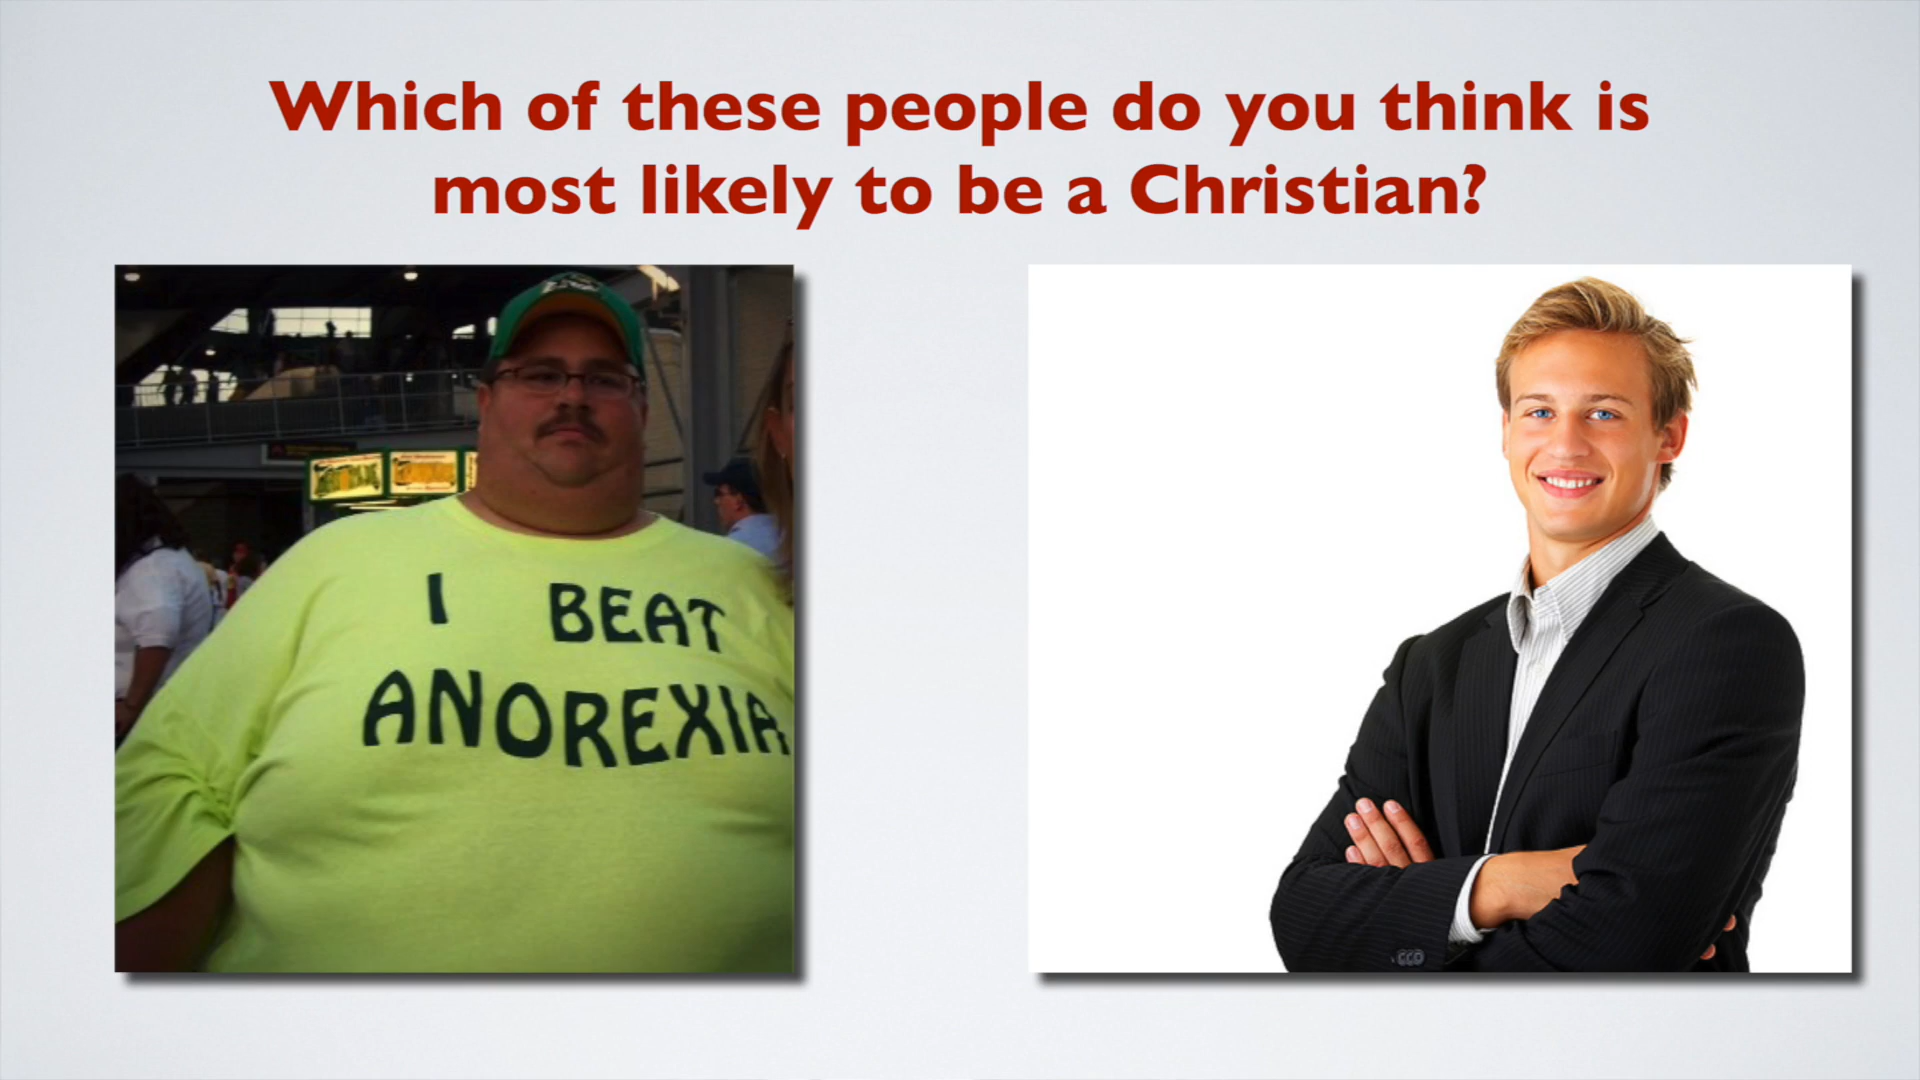 Which of these people do you think is
most likely to be a Christian?
I BEAT
ANOREXIA